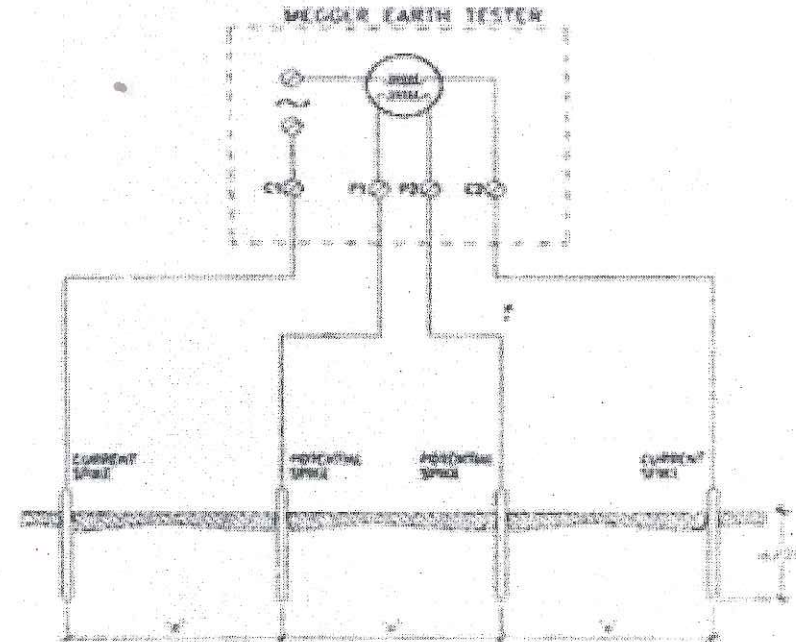 MEGGER EARTH TESTER
C1 P1 P2 C2
CURRENT
SPIKE
POTENTIAL
SPIKE
POTENTIAL
SPIKE
CURRENT
SPIKE
"a" "a" "a"